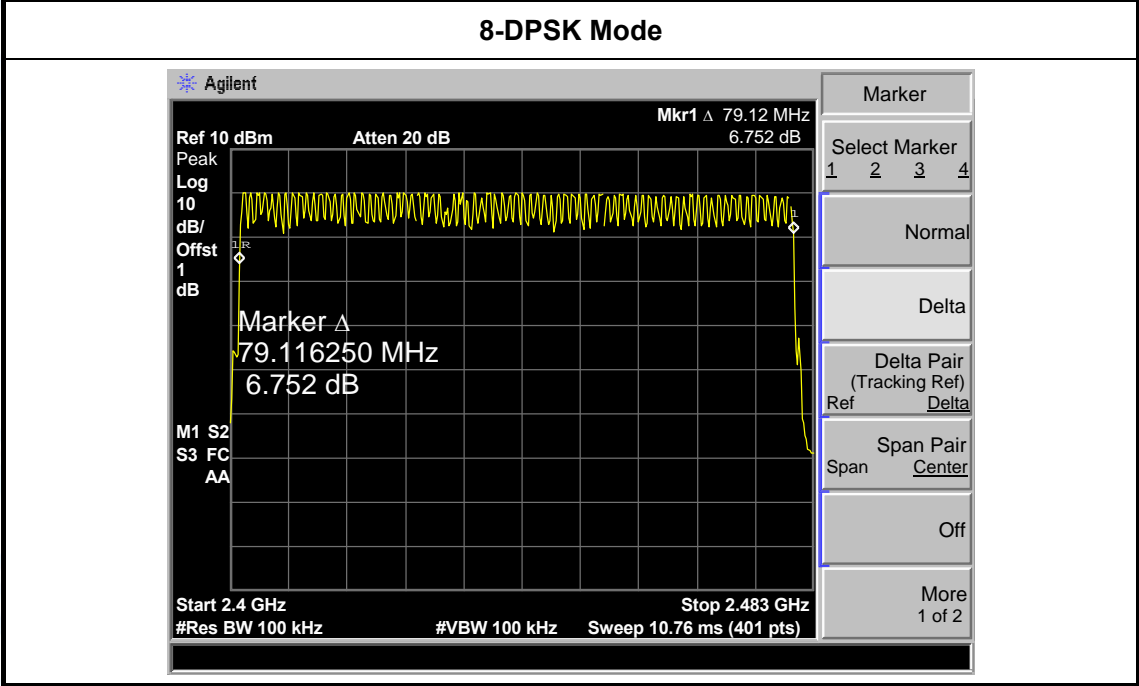 8-DPSK Mode
Agilent
Mkr1 Δ 79.12 MHz
Ref 10 dBm Atten 20 dB 6.752 dB
Peak
Log
10
dB/
Offst
1
dB
1R
1
Marker Δ
79.116250 MHz
6.752 dB
M1 S2
S3 FC
AA
Start 2.4 GHz Stop 2.483 GHz
#Res BW 100 kHz #VBW 100 kHz Sweep 10.76 ms (401 pts)
Marker
Select Marker
1 2 3 4
Normal
Delta
Delta Pair
(Tracking Ref)
Ref Delta
Span Pair
Span Center
Off
More
1 of 2